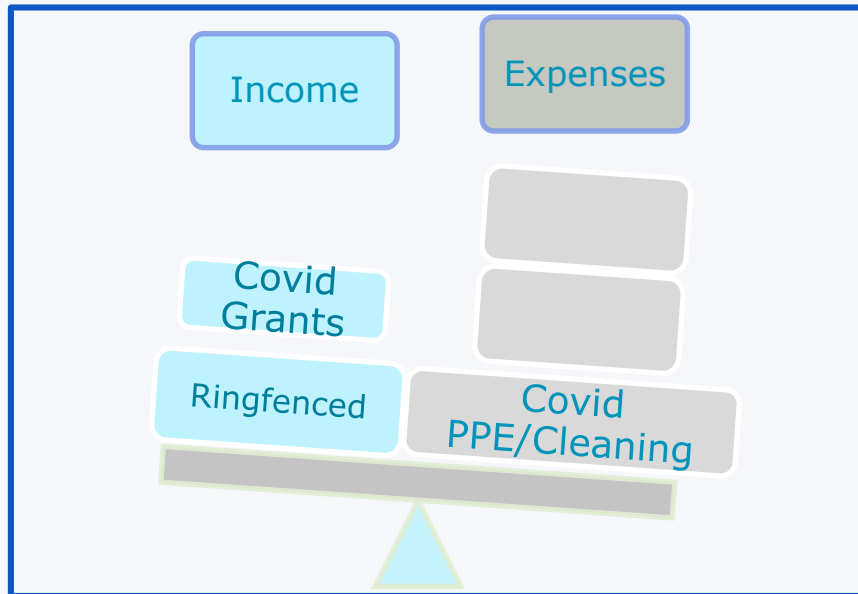 Income
Expenses
Covid
Grants
Ringfenced
Covid
PPE/Cleaning